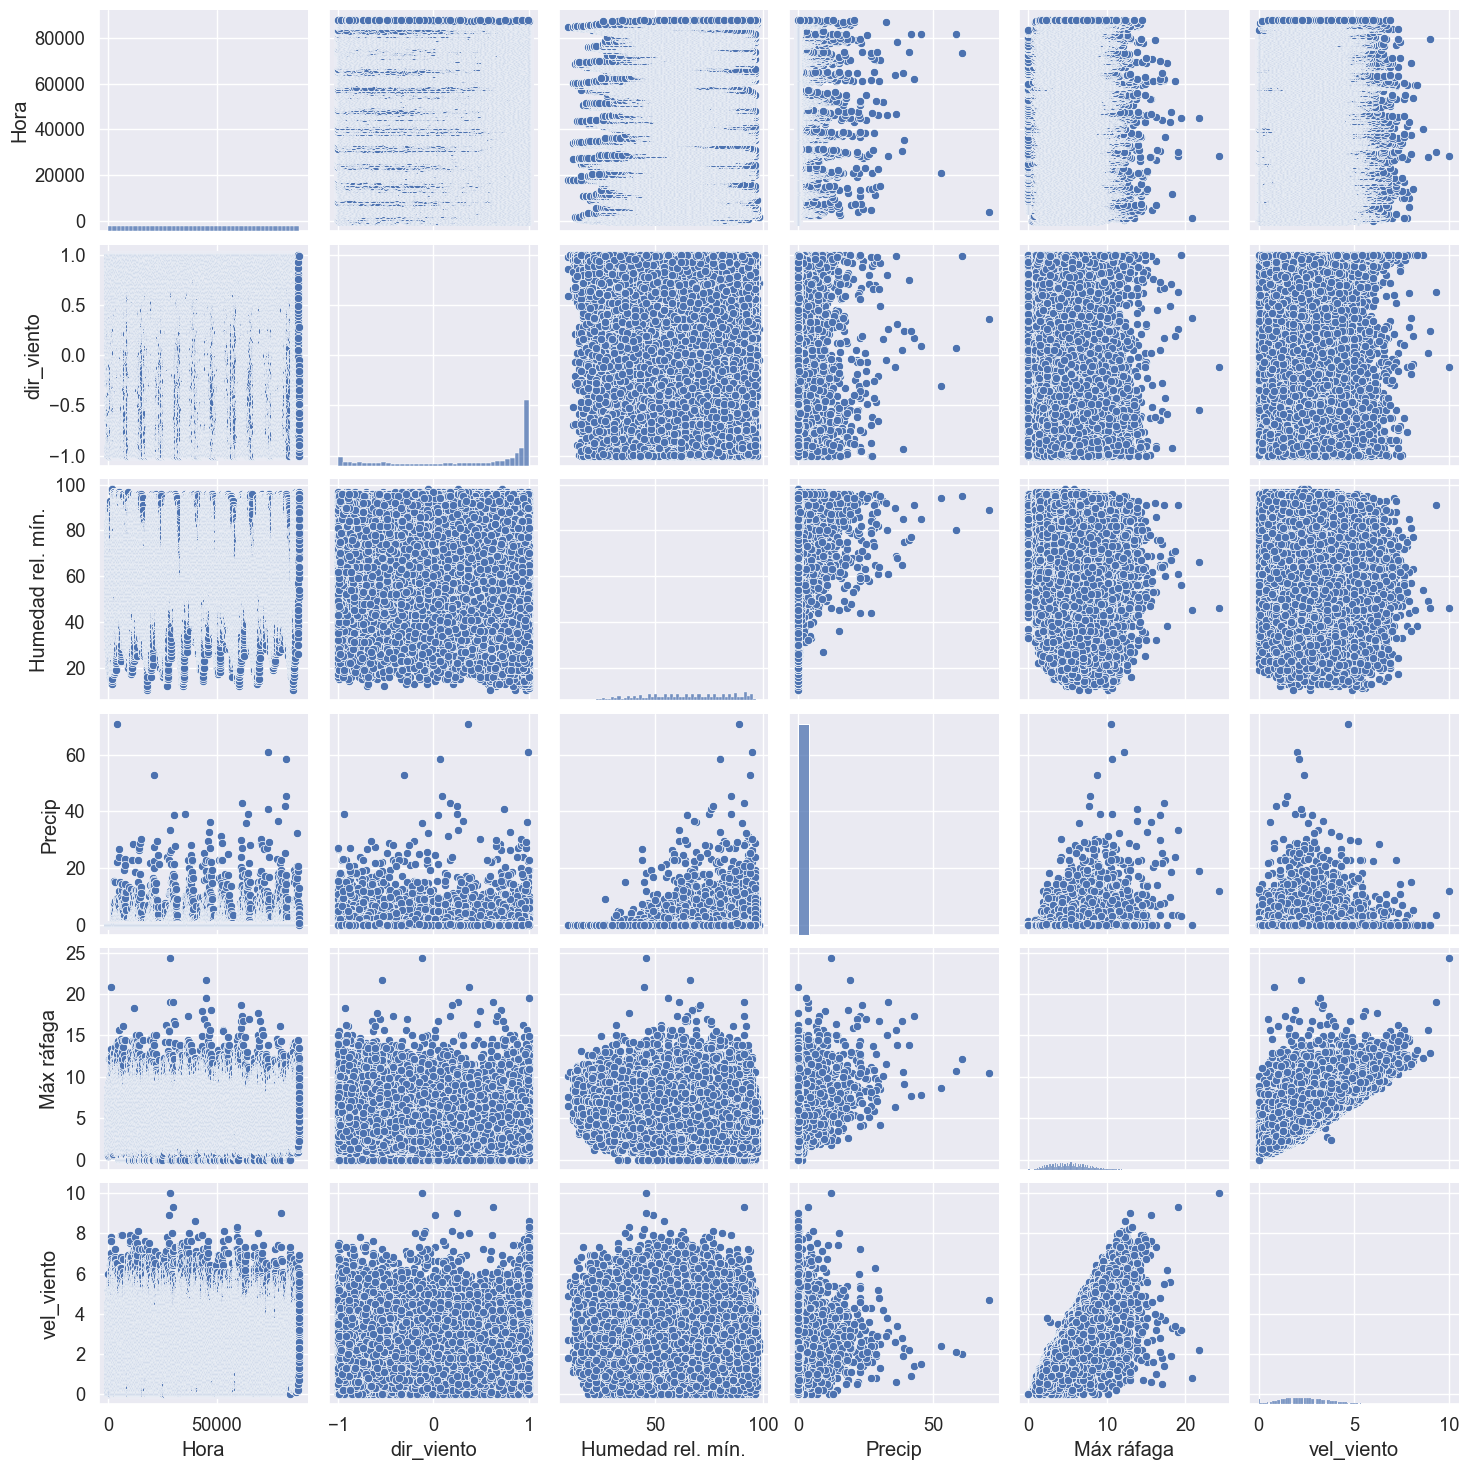 80000
60000
40000
20000
0
Hora
1.0
0.5
0.0
−0.5
−1.0
dir_viento
100
80
60
40
20
Humedad rel. mín.
60
40
20
0
Precip
25
20
15
10
5
0
Máx ráfaga
10
8
6
4
2
0
vel_viento
0 50000
−1 0 1
50 100
0 50
0 10 20
0 5 10
Hora
dir_viento
Humedad rel. mín.
Precip
Máx ráfaga
vel_viento